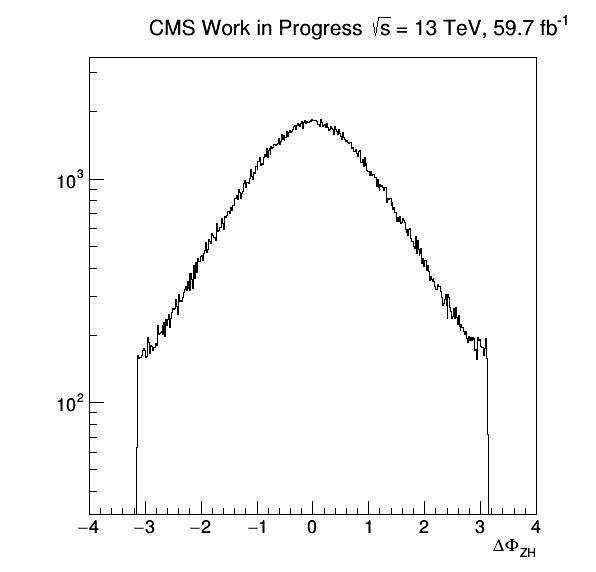 CMS Work in Progress √s = 13 TeV, 59.7 fb⁻¹
10³
10²
−4 −3 −2 −1 0 1 2 3 4
ΔΦ_ZH